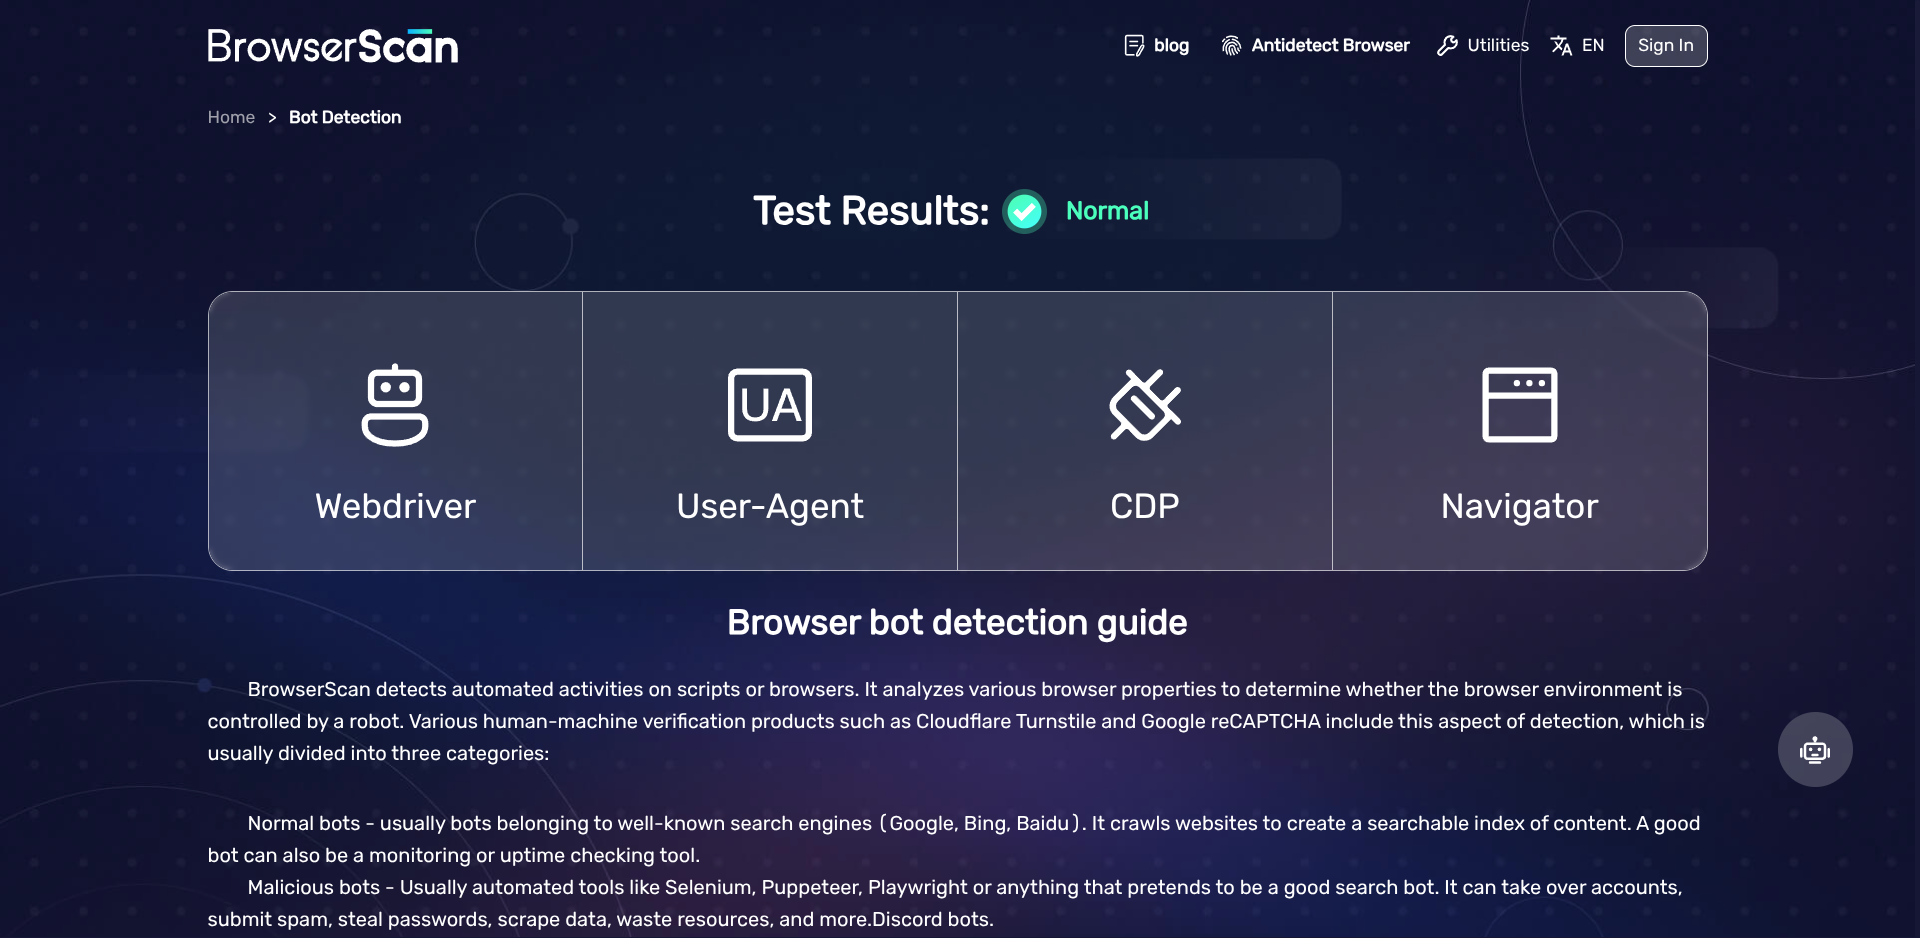 BrowserScan
blog
Antidetect Browser
Utilities
EN
Sign In
Home > Bot Detection
Test Results: Normal
UA
Webdriver
User-Agent
CDP
Navigator
Browser bot detection guide
BrowserScan detects automated activities on scripts or browsers. It analyzes various browser properties to determine whether the browser environment is
controlled by a robot. Various human-machine verification products such as Cloudflare Turnstile and Google reCAPTCHA include this aspect of detection, which is
usually divided into three categories:
Normal bots - usually bots belonging to well-known search engines (Google, Bing, Baidu). It crawls websites to create a searchable index of content. A good
bot can also be a monitoring or uptime checking tool.
Malicious bots - Usually automated tools like Selenium, Puppeteer, Playwright or anything that pretends to be a good search bot. It can take over accounts,
submit spam, steal passwords, scrape data, waste resources, and more.Discord bots.